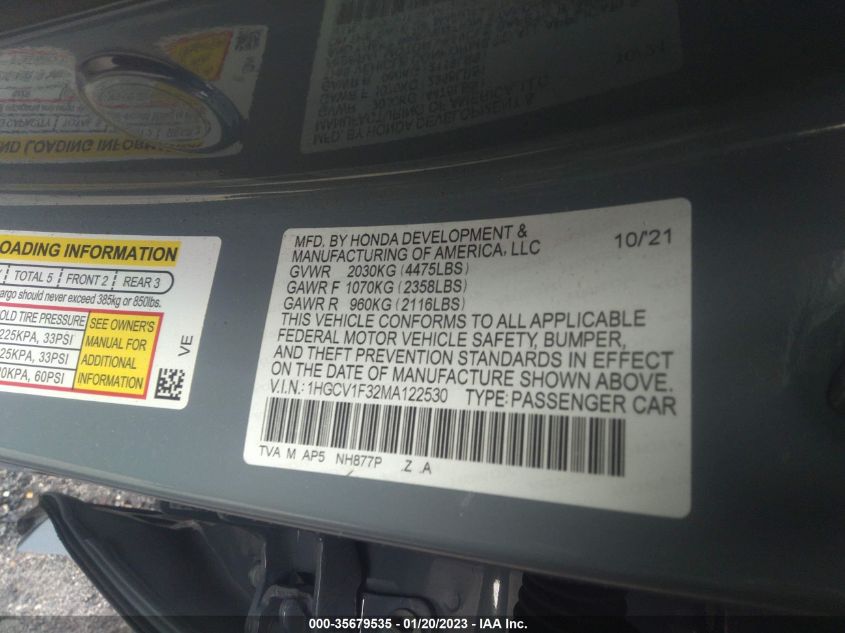 MFD. BY HONDA DEVELOPMENT &
MANUFACTURING OF AMERICA, LLC 10/'21
GVWR 2030KG (4475LBS)
GAWR F 1070KG (2358LBS)
GAWR R 960KG (2116LBS)
THIS VEHICLE CONFORMS TO ALL APPLICABLE
FEDERAL MOTOR VEHICLE SAFETY, BUMPER,
AND THEFT PREVENTION STANDARDS IN EFFECT
ON THE DATE OF MANUFACTURE SHOWN ABOVE.
V.I.N.: 1HGCV1F32MA122530 TYPE: PASSENGER CAR
TVA M AP5 NH877P Z .A
OADING INFORMATION
TOTAL 5 FRONT 2 REAR 3
argo should never exceed 385kg or 850lbs.
OLD TIRE PRESSURE
225KPA, 33PSI
25KPA, 33PSI
0KPA, 60PSI
SEE OWNER'S
MANUAL FOR
ADDITIONAL
INFORMATION
VE
000-35679535 - 01/20/2023 - IAA Inc.